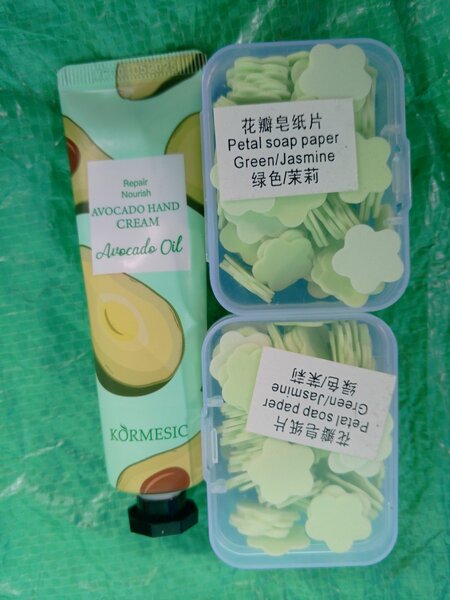 Repair
Nourish
AVOCADO HAND
CREAM
Avocado Oil
KORMESIC
花瓣皂纸片
Petal soap paper
Green/Jasmine
绿色/茉莉
花瓣皂纸片
Petal soap paper
Green/Jasmine
绿色/茉莉